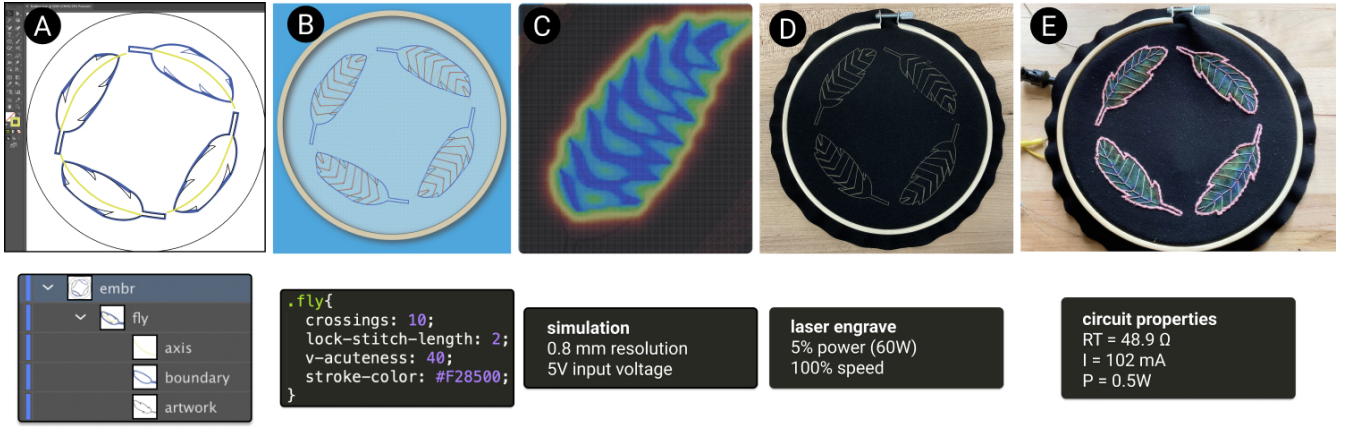 A
B
C
D
E
embr
fly
axis
boundary
artwork
.fly{
crossings: 10;
lock-stitch-length: 2;
v-acuteness: 40;
stroke-color: #F28500;
}
simulation
0.8 mm resolution
5V input voltage
laser engrave
5% power (60W)
100% speed
circuit properties
RT = 48.9 Ω
I = 102 mA
P = 0.5W